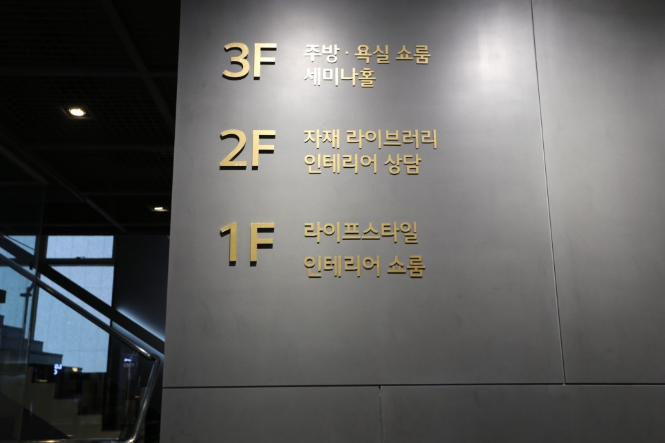 3F 주방 · 욕실 쇼룸
세미나홀
2F 자재 라이브러리
인테리어 상담
1F 라이프스타일
인테리어 쇼룸